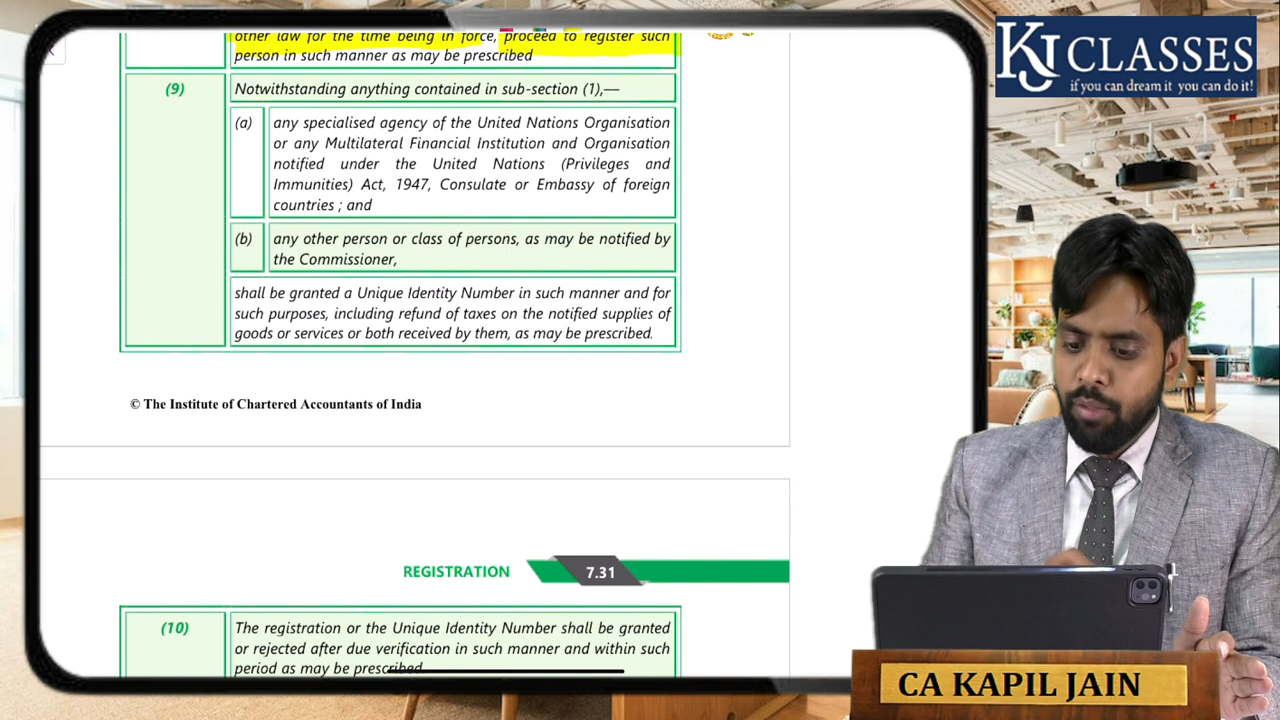 other law for the time being in force, proceed to register such
person in such manner as may be prescribed
(9)
Notwithstanding anything contained in sub-section (1),—
(a)
any specialised agency of the United Nations Organisation
or any Multilateral Financial Institution and Organisation
notified under the United Nations (Privileges and
Immunities) Act, 1947, Consulate or Embassy of foreign
countries ; and
(b)
any other person or class of persons, as may be notified by
the Commissioner,
shall be granted a Unique Identity Number in such manner and for
such purposes, including refund of taxes on the notified supplies of
goods or services or both received by them, as may be prescribed.
© The Institute of Chartered Accountants of India
REGISTRATION
7.31
(10)
The registration or the Unique Identity Number shall be granted
or rejected after due verification in such manner and within such
period as may be prescribed.
KJ CLASSES
if you can dream it you can do it!
CA KAPIL JAIN